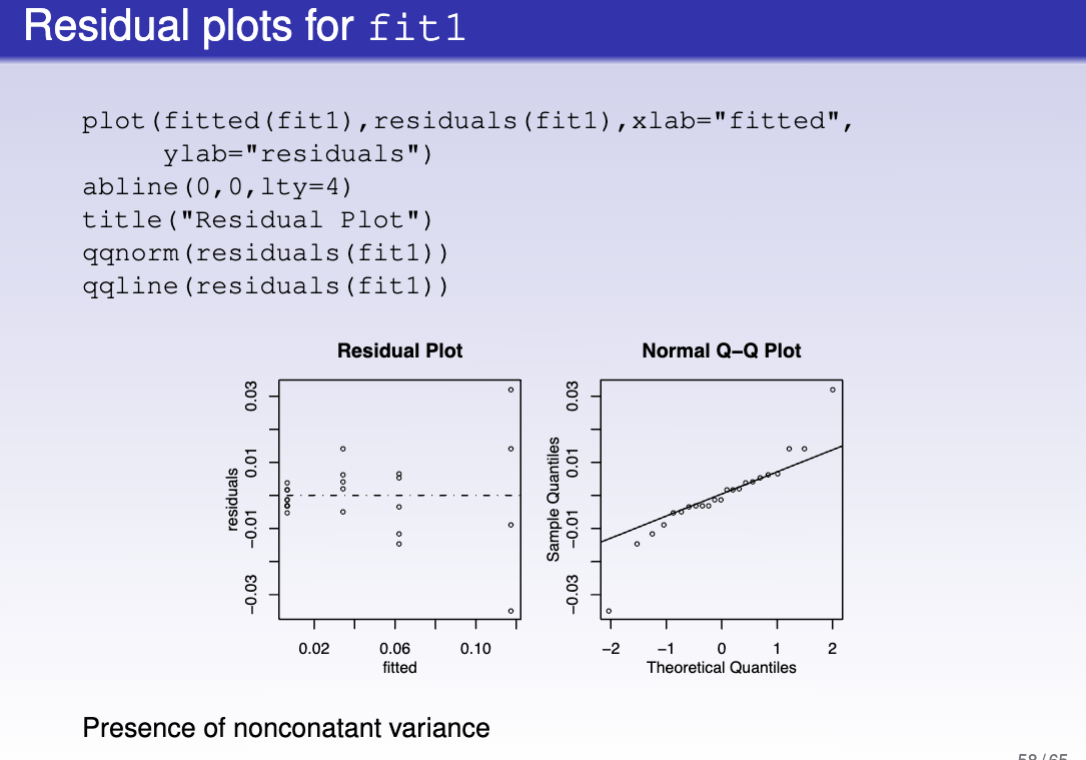 Residual plots for fit1
plot(fitted(fit1),residuals(fit1),xlab="fitted",
ylab="residuals")
abline(0,0,lty=4)
title("Residual Plot")
qqnorm(residuals(fit1))
qqline(residuals(fit1))
Residual Plot
residuals
0.03
0.01
−0.01
−0.03
0.02 0.06 0.10
fitted
Normal Q−Q Plot
Sample Quantiles
0.03
0.01
−0.01
−0.03
−2 −1 0 1 2
Theoretical Quantiles
Presence of nonconatant variance
58/65